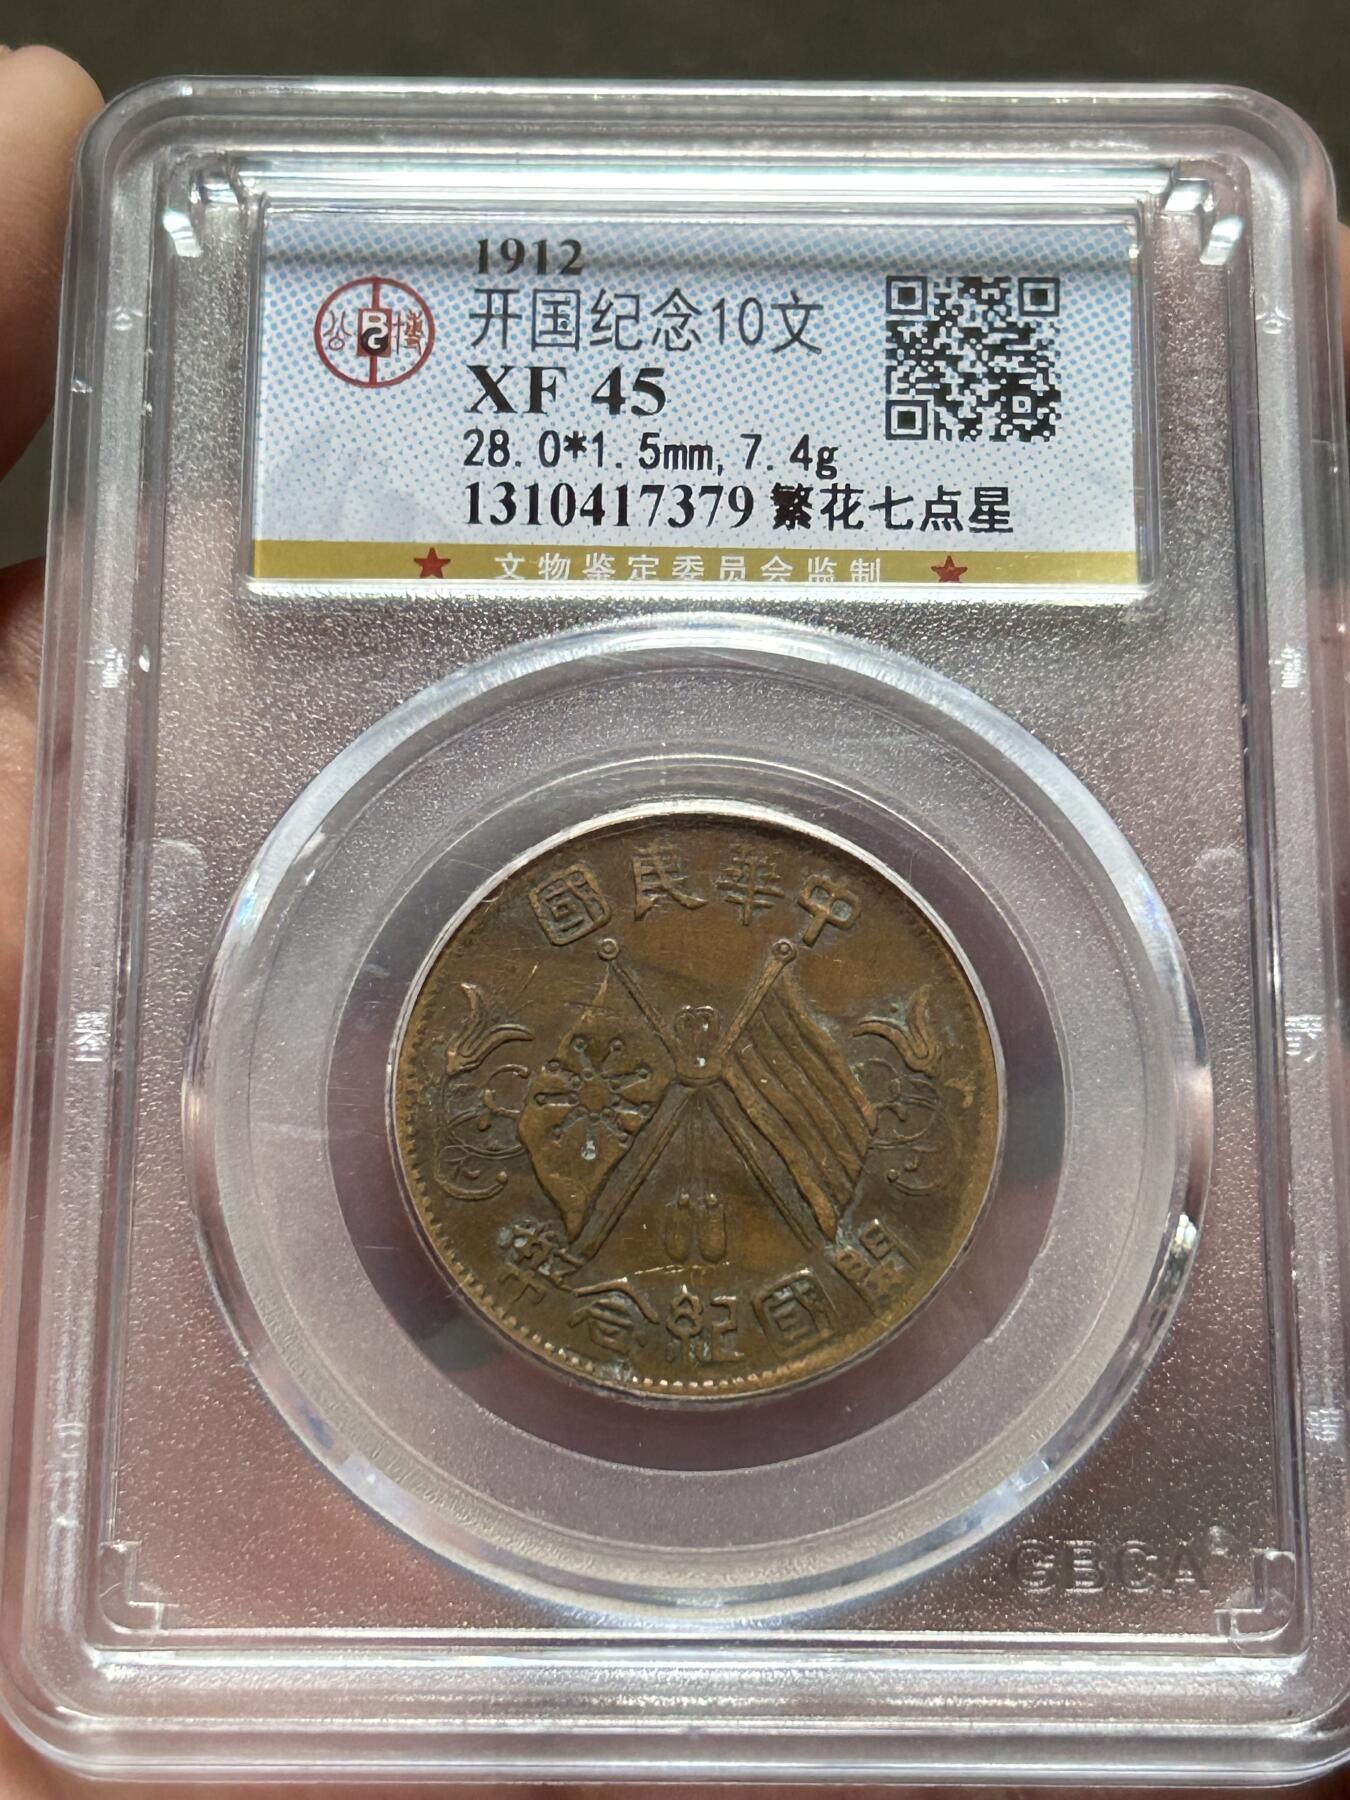 1912
开国纪念10文
XF 45
28.0*1.5mm,7.4g
1310417379 繁花七点星
公 博
文物鉴定委员会监制
國民華中
幣念紀國開
GBCA